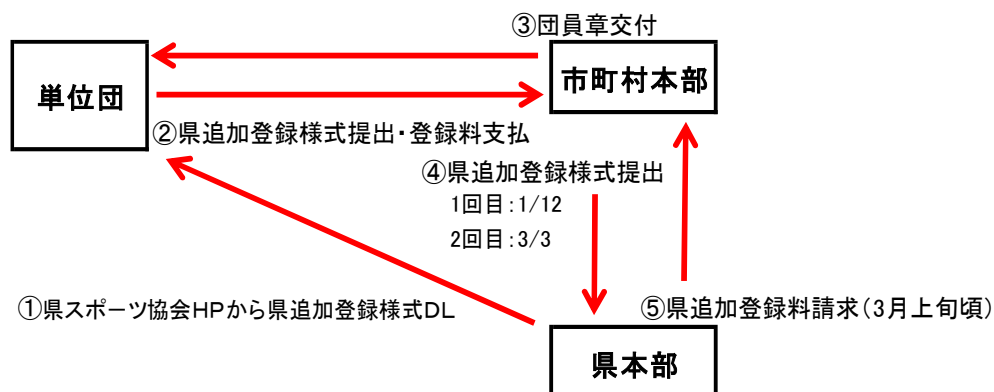 ③団員章交付
単位団
市町村本部
②県追加登録様式提出・登録料支払
④県追加登録様式提出
1回目：1/12
2回目：3/3
①県スポーツ協会HPから県追加登録様式DL
⑤県追加登録料請求（3月上旬頃）
県本部